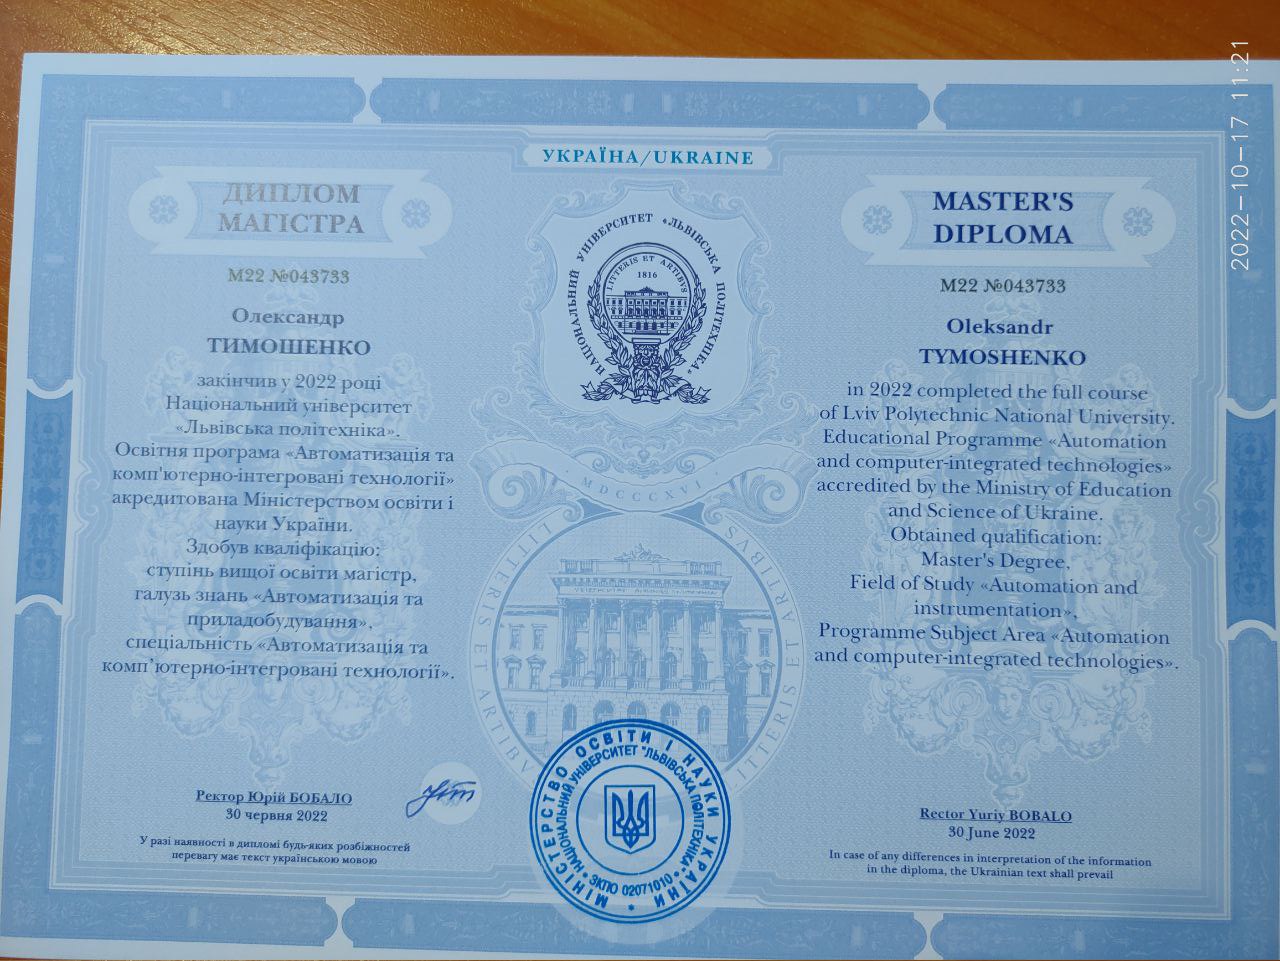 УКРАЇНА/UKRAINE
ДИПЛОМ
МАГІСТРА
М22 №043733
Олександр
ТИМОШЕНКО
закінчив у 2022 році
Національний університет
«Львівська політехніка».
Освітня програма «Автоматизація та
комп'ютерно-інтегровані технології»
акредитована Міністерством освіти і
науки України.
Здобув кваліфікацію:
ступінь вищої освіти магістр,
галузь знань «Автоматизація та
приладобудування»,
спеціальність «Автоматизація та
комп’ютерно-інтегровані технології».
Ректор Юрій БОБАЛО
30 червня 2022
У разі наявності в дипломі будь-яких розбіжностей
перевагу має текст українською мовою
НАЦІОНАЛЬНИЙ УНІВЕРСИТЕТ «ЛЬВІВСЬКА ПОЛІТЕХНІКА»
LITTERIS ET ARTIBVS
1816
MDCCCXVI
LITTERIS ET ARTIBVS
LITTERIS ET ARTIBVS
МІНІСТЕРСТВО ОСВІТИ І НАУКИ УКРАЇНИ
НАЦІОНАЛЬНИЙ УНІВЕРСИТЕТ "ЛЬВІВСЬКА ПОЛІТЕХНІКА"
ЗКПО 02071010
MASTER'S
DIPLOMA
M22 №043733
Oleksandr
TYMOSHENKO
in 2022 completed the full course
of Lviv Polytechnic National University.
Educational Programme «Automation
and computer-integrated technologies»
accredited by the Ministry of Education
and Science of Ukraine.
Obtained qualification:
Master's Degree,
Field of Study «Automation and
instrumentation»,
Programme Subject Area «Automation
and computer-integrated technologies».
Rector Yuriy BOBALO
30 June 2022
In case of any differences in interpretation of the information
in the diploma, the Ukrainian text shall prevail
2022-10-17 11:21